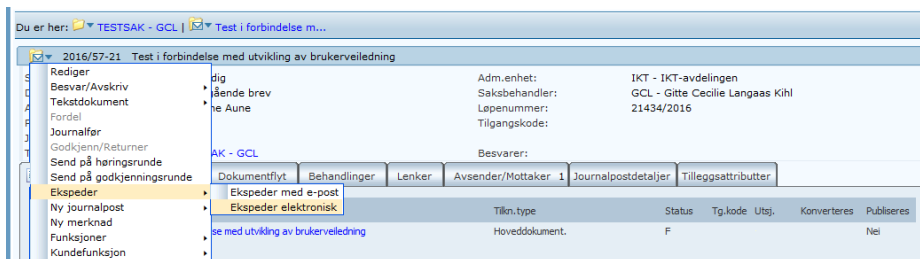 Du er her: TESTSAK - GCL | Test i forbindelse m...
2016/57-21 Test i forbindelse med utvikling av brukerveiledning
dig
gående brev
ne Aune
Adm.enhet: IKT - IKT-avdelingen
Saksbehandler: GCL - Gitte Cecilie Langaas Kihl
Løpenummer: 21434/2016
Tilgangskode:
AK - GCL
Besvarer:
Rediger
Besvar/Avskriv
Tekstdokument
Fordel
Journalfør
Godkjenn/Returner
Send på høringsrunde
Send på godkjenningsrunde
Ekspeder
Ny journalpost
Ny merknad
Funksjoner
Kundefunksjon
Ekspeder med e-post
Ekspeder elektronisk
Dokumentflyt Behandlinger Lenker Avsender/Mottaker 1 Journalpostdetaljer Tilleggsattributter
Tilkn.type Status Tg.kode Utsj. Konverteres Publiseres
se med utvikling av brukerveiledning Hoveddokument. F Nei